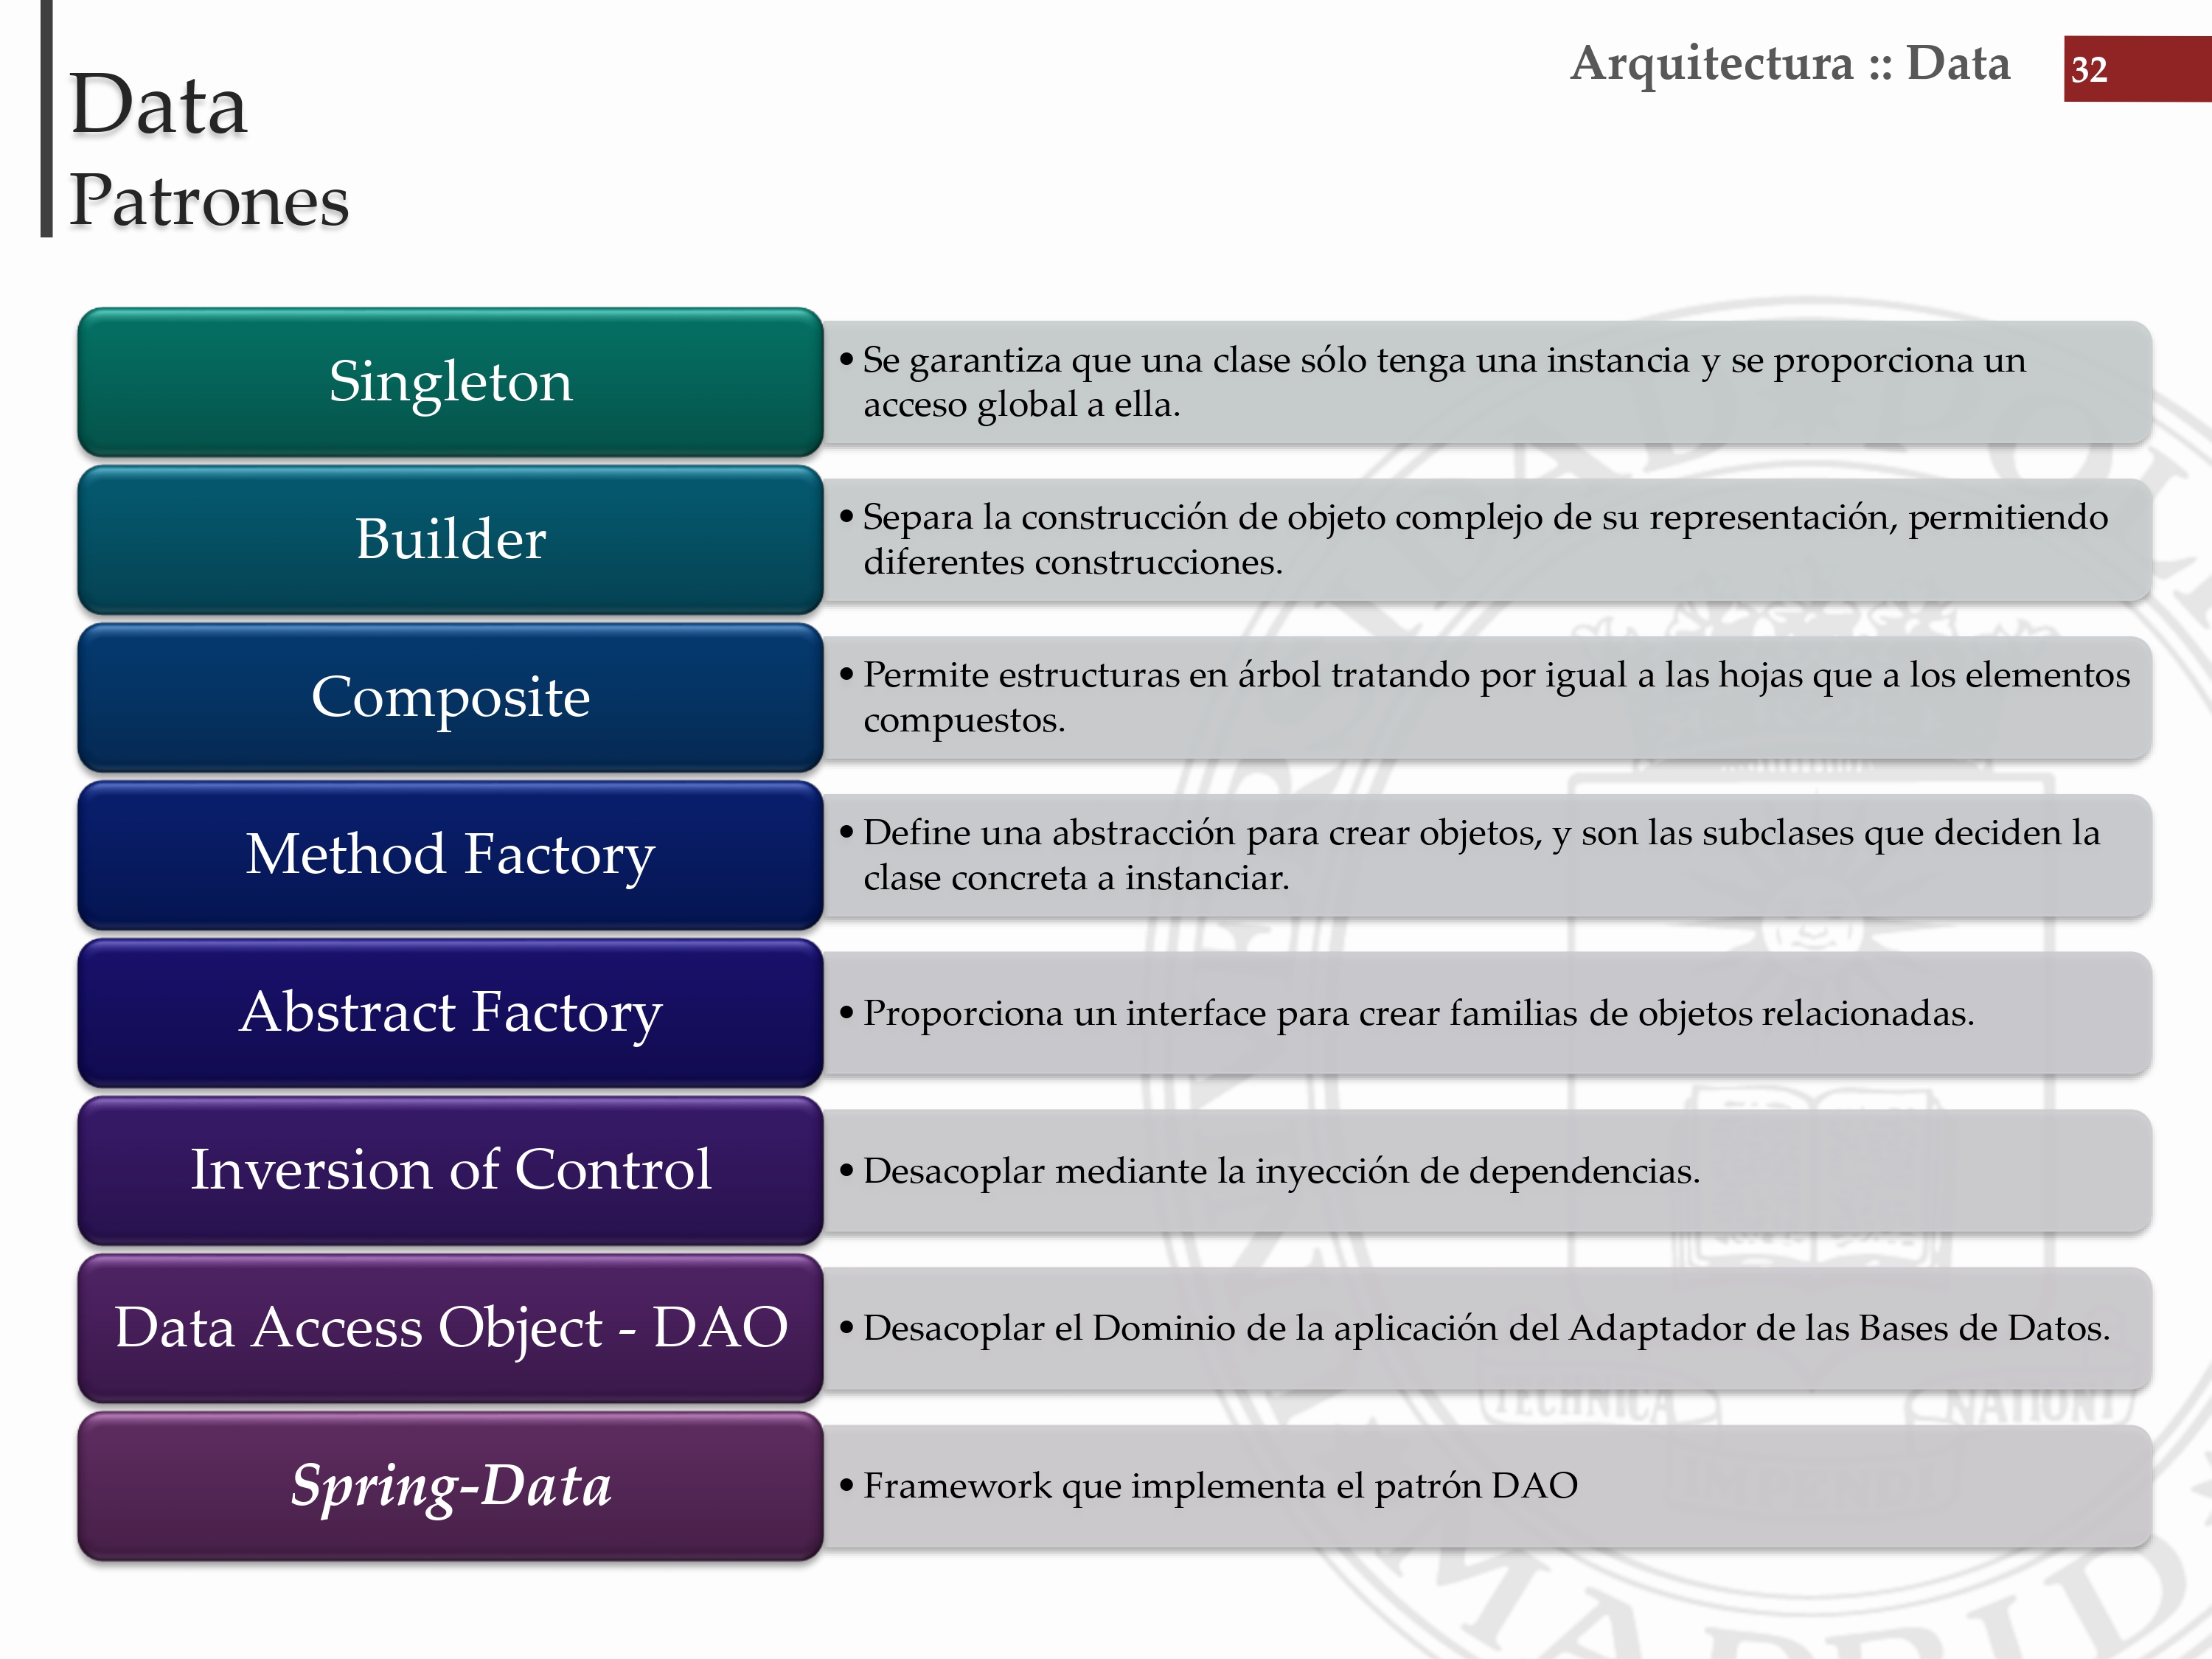 Arquitectura :: Data
32
Data
Patrones
Singleton
• Se garantiza que una clase sólo tenga una instancia y se proporciona un
acceso global a ella.
Builder
• Separa la construcción de objeto complejo de su representación, permitiendo
diferentes construcciones.
Composite
• Permite estructuras en árbol tratando por igual a las hojas que a los elementos
compuestos.
Method Factory
• Define una abstracción para crear objetos, y son las subclases que deciden la
clase concreta a instanciar.
Abstract Factory
• Proporciona un interface para crear familias de objetos relacionadas.
Inversion of Control
• Desacoplar mediante la inyección de dependencias.
Data Access Object - DAO
• Desacoplar el Dominio de la aplicación del Adaptador de las Bases de Datos.
TECHNICA
Spring-Data
• Framework que implementa el patrón DAO
MADRID